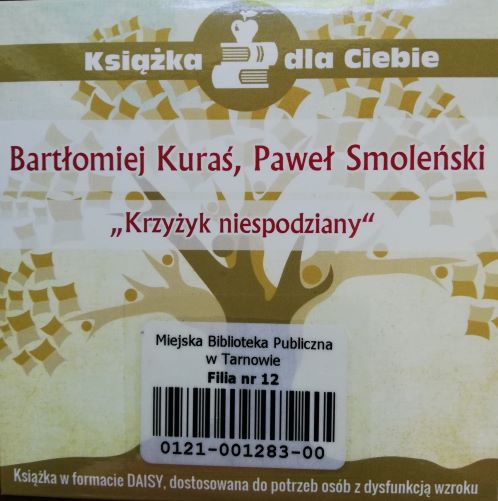 Książka dla Ciebie
Bartłomiej Kuraś, Paweł Smoleński
„Krzyżyk niespodziany“
Miejska Biblioteka Publiczna
w Tarnowie
Filia nr 12
0121-001283-00
Książka w formacie DAISY, dostosowana do potrzeb osób z dysfunkcją wzroku